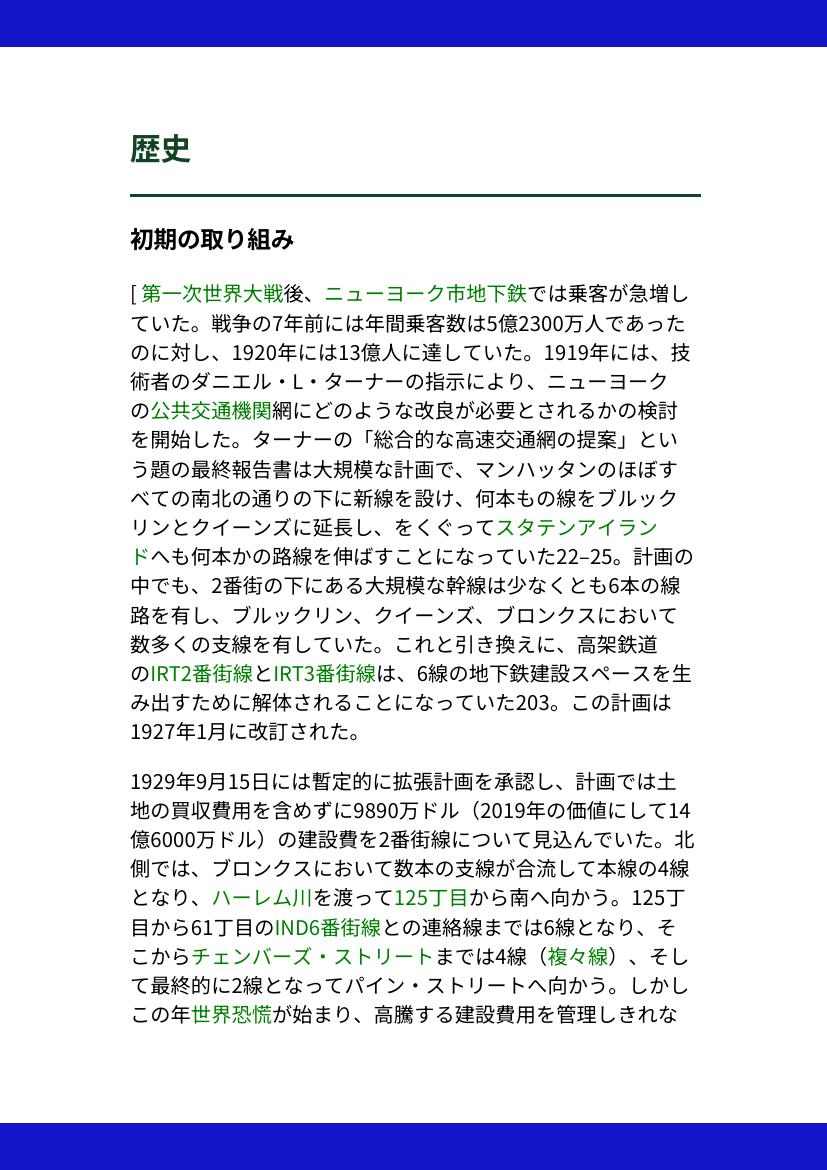 歴史
初期の取り組み
[ 第一次世界大戦後、ニューヨーク市地下鉄では乗客が急増し
ていた。戦争の7年前には年間乗客数は5億2300万人であった
のに対し、1920年には13億人に達していた。1919年には、技
術者のダニエル・L・ターナーの指示により、ニューヨーク
の公共交通機関網にどのような改良が必要とされるかの検討
を開始した。ターナーの「総合的な高速交通網の提案」とい
う題の最終報告書は大規模な計画で、マンハッタンのほぼす
べての南北の通りの下に新線を設け、何本もの線をブルック
リンとクイーンズに延長し、をくぐってスタテンアイラン
ドへも何本かの路線を伸ばすことになっていた22–25。計画の
中でも、2番街の下にある大規模な幹線は少なくとも6本の線
路を有し、ブルックリン、クイーンズ、ブロンクスにおいて
数多くの支線を有していた。これと引き換えに、高架鉄道
のIRT2番街線とIRT3番街線は、6線の地下鉄建設スペースを生
み出すために解体されることになっていた203。この計画は
1927年1月に改訂された。
1929年9月15日には暫定的に拡張計画を承認し、計画では土
地の買収費用を含めずに9890万ドル（2019年の価値にして14
億6000万ドル）の建設費を2番街線について見込んでいた。北
側では、ブロンクスにおいて数本の支線が合流して本線の4線
となり、ハーレム川を渡って125丁目から南へ向かう。125丁
目から61丁目のIND6番街線との連絡線までは6線となり、そ
こからチェンバーズ・ストリートまでは4線（複々線）、そし
て最終的に2線となってパイン・ストリートへ向かう。しかし
この年世界恐慌が始まり、高騰する建設費用を管理しきれな